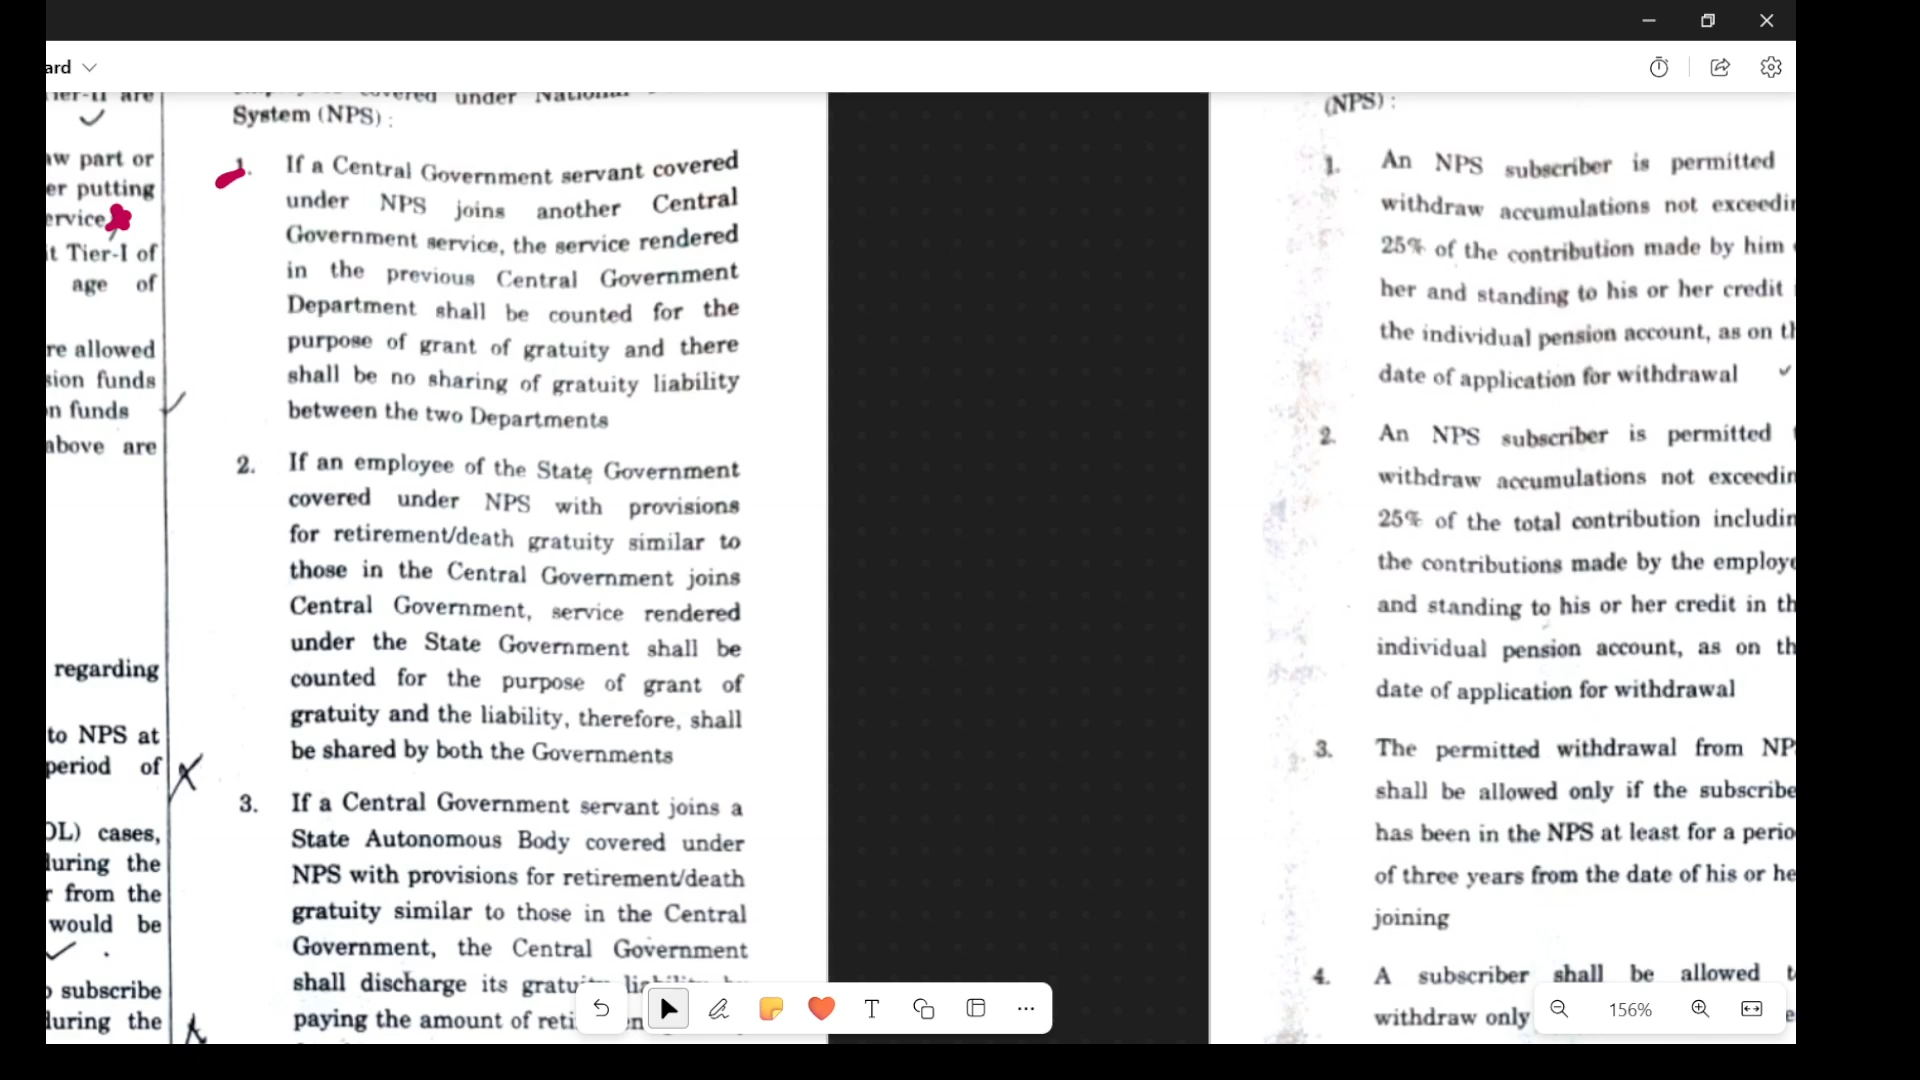 ard
System (NPS) :
1. If a Central Government servant covered
under NPS joins another Central
Government service, the service rendered
in the previous Central Government
Department shall be counted for the
purpose of grant of gratuity and there
shall be no sharing of gratuity liability
between the two Departments
2. If an employee of the State Government
covered under NPS with provisions
for retirement/death gratuity similar to
those in the Central Government joins
Central Government, service rendered
under the State Government shall be
counted for the purpose of grant of
gratuity and the liability, therefore, shall
be shared by both the Governments
3. If a Central Government servant joins a
State Autonomous Body covered under
NPS with provisions for retirement/death
gratuity similar to those in the Central
Government, the Central Government
shall discharge its
paying the amount of
part or
putting
it Tier-I of
age of
allowed
funds
funds
above are
regarding
to NPS at
period of
cases,
during the
from the
would be
subscribe
during the
(NPS) :
1. An NPS subscriber is permitted
withdraw accumulations not
25% of the contribution made by him
her and standing to his or her credit
the individual pension account, as on
date of application for withdrawal
2. An NPS subscriber is permitted
withdraw accumulations not
25% of the total contribution
the contributions made by the
and standing to his or her credit in
individual pension account, as on
date of application for withdrawal
3. The permitted withdrawal from
shall be allowed only if the
has been in the NPS at least for a
of three years from the date of his or
joining
4. A subscriber shall be allowed
withdraw only
156%